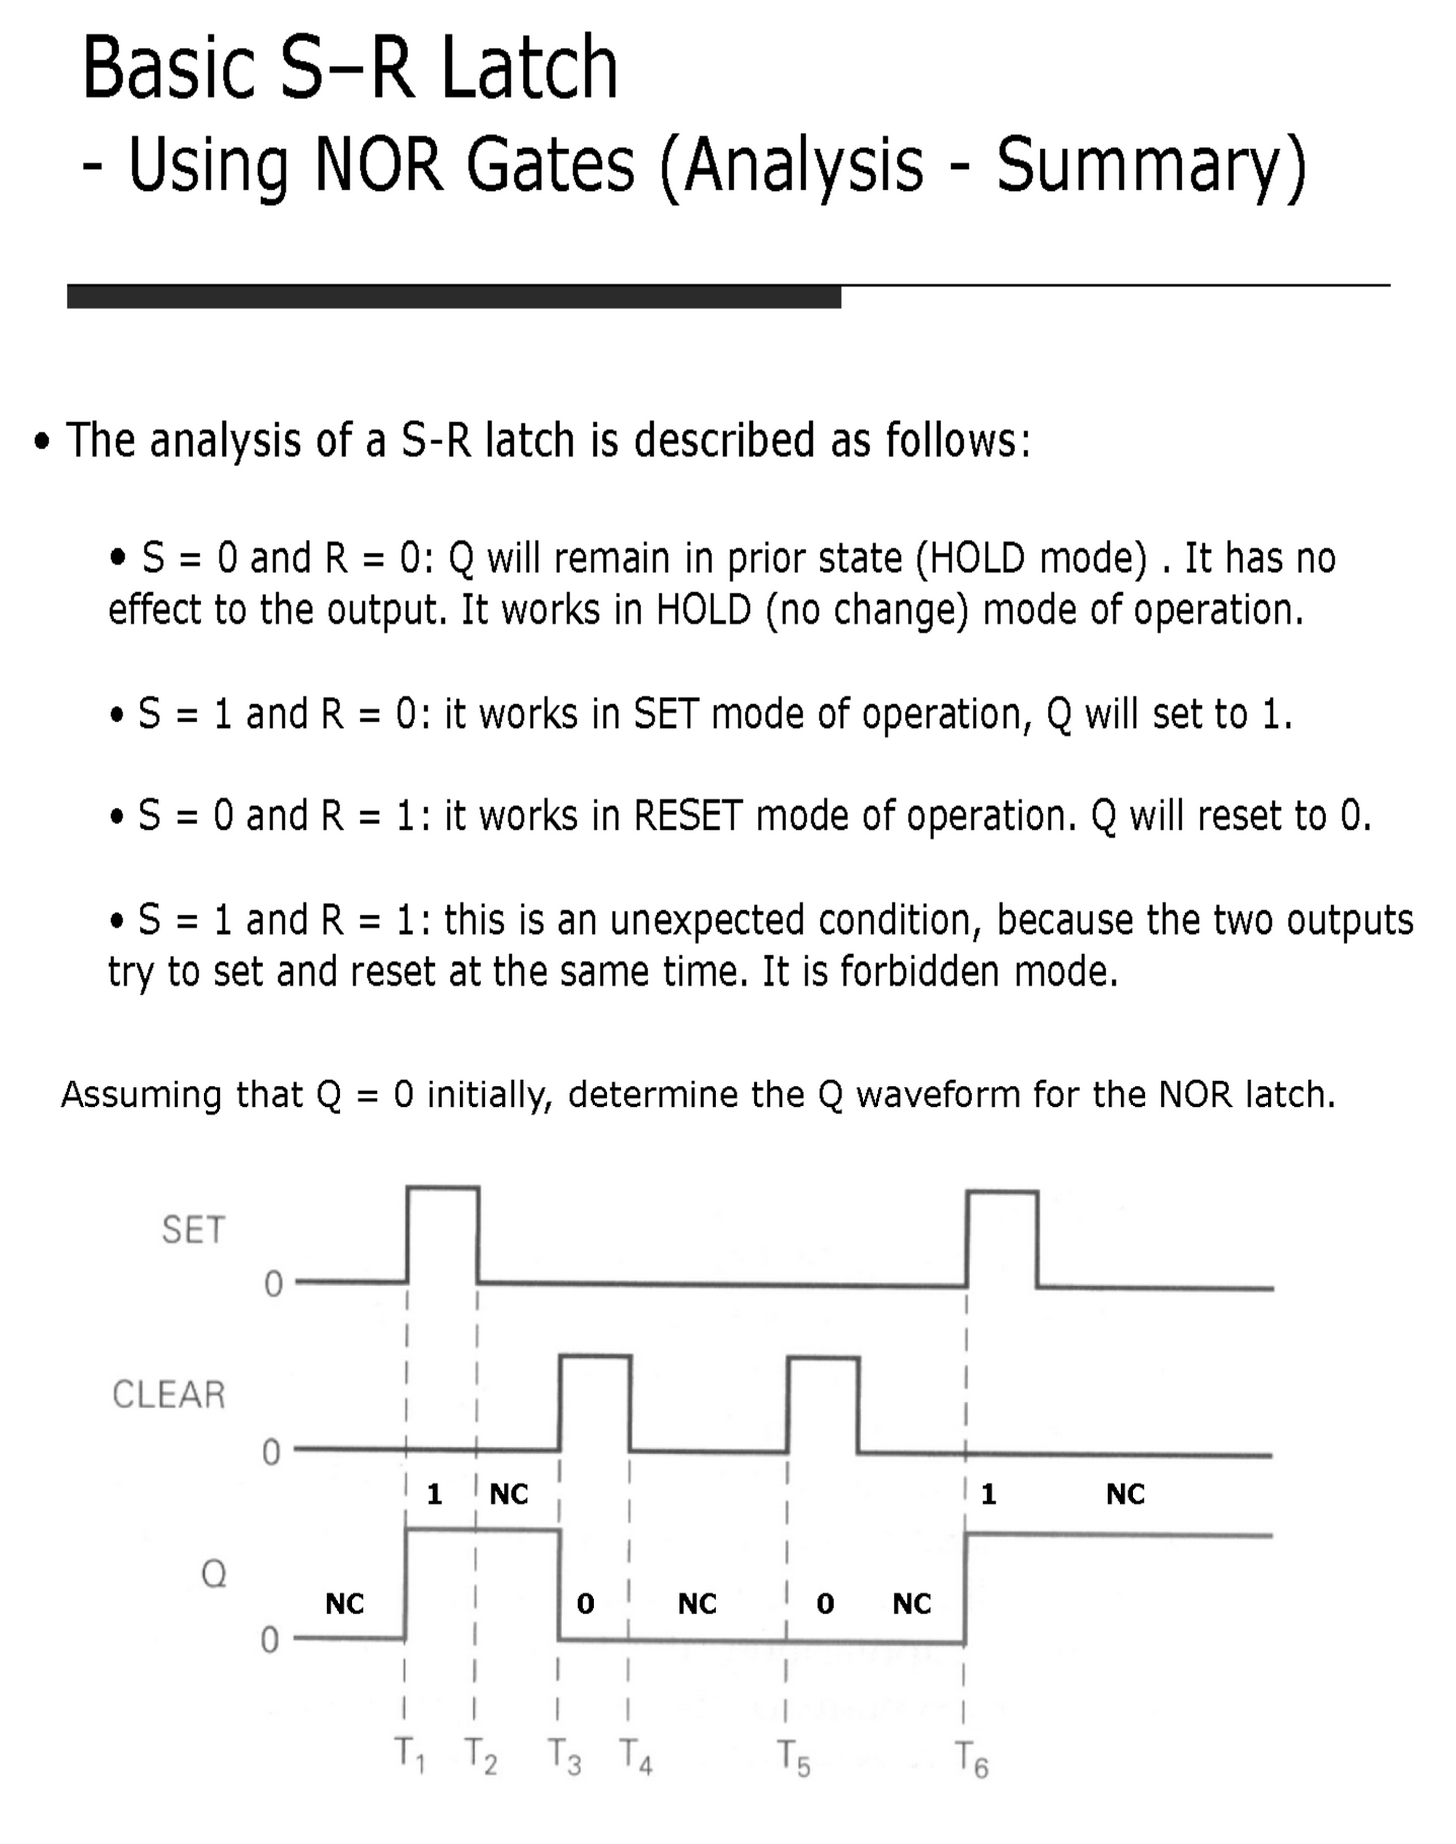 Basic S–R Latch
- Using NOR Gates (Analysis - Summary)
• The analysis of a S-R latch is described as follows:
• S = 0 and R = 0: Q will remain in prior state (HOLD mode) . It has no
effect to the output. It works in HOLD (no change) mode of operation.
• S = 1 and R = 0: it works in SET mode of operation, Q will set to 1.
• S = 0 and R = 1: it works in RESET mode of operation. Q will reset to 0.
• S = 1 and R = 1: this is an unexpected condition, because the two outputs
try to set and reset at the same time. It is forbidden mode.
Assuming that Q = 0 initially, determine the Q waveform for the NOR latch.
SET
0
CLEAR
0
1 NC 1 NC
Q
NC 0 NC 0 NC
0
T1 T2 T3 T4 T5 T6